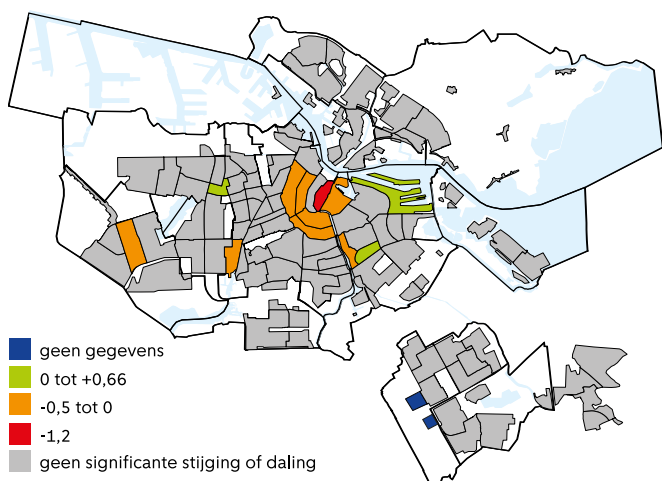 geen gegevens
0 tot +0,66
-0,5 tot 0
-1,2
geen significante stijging of daling